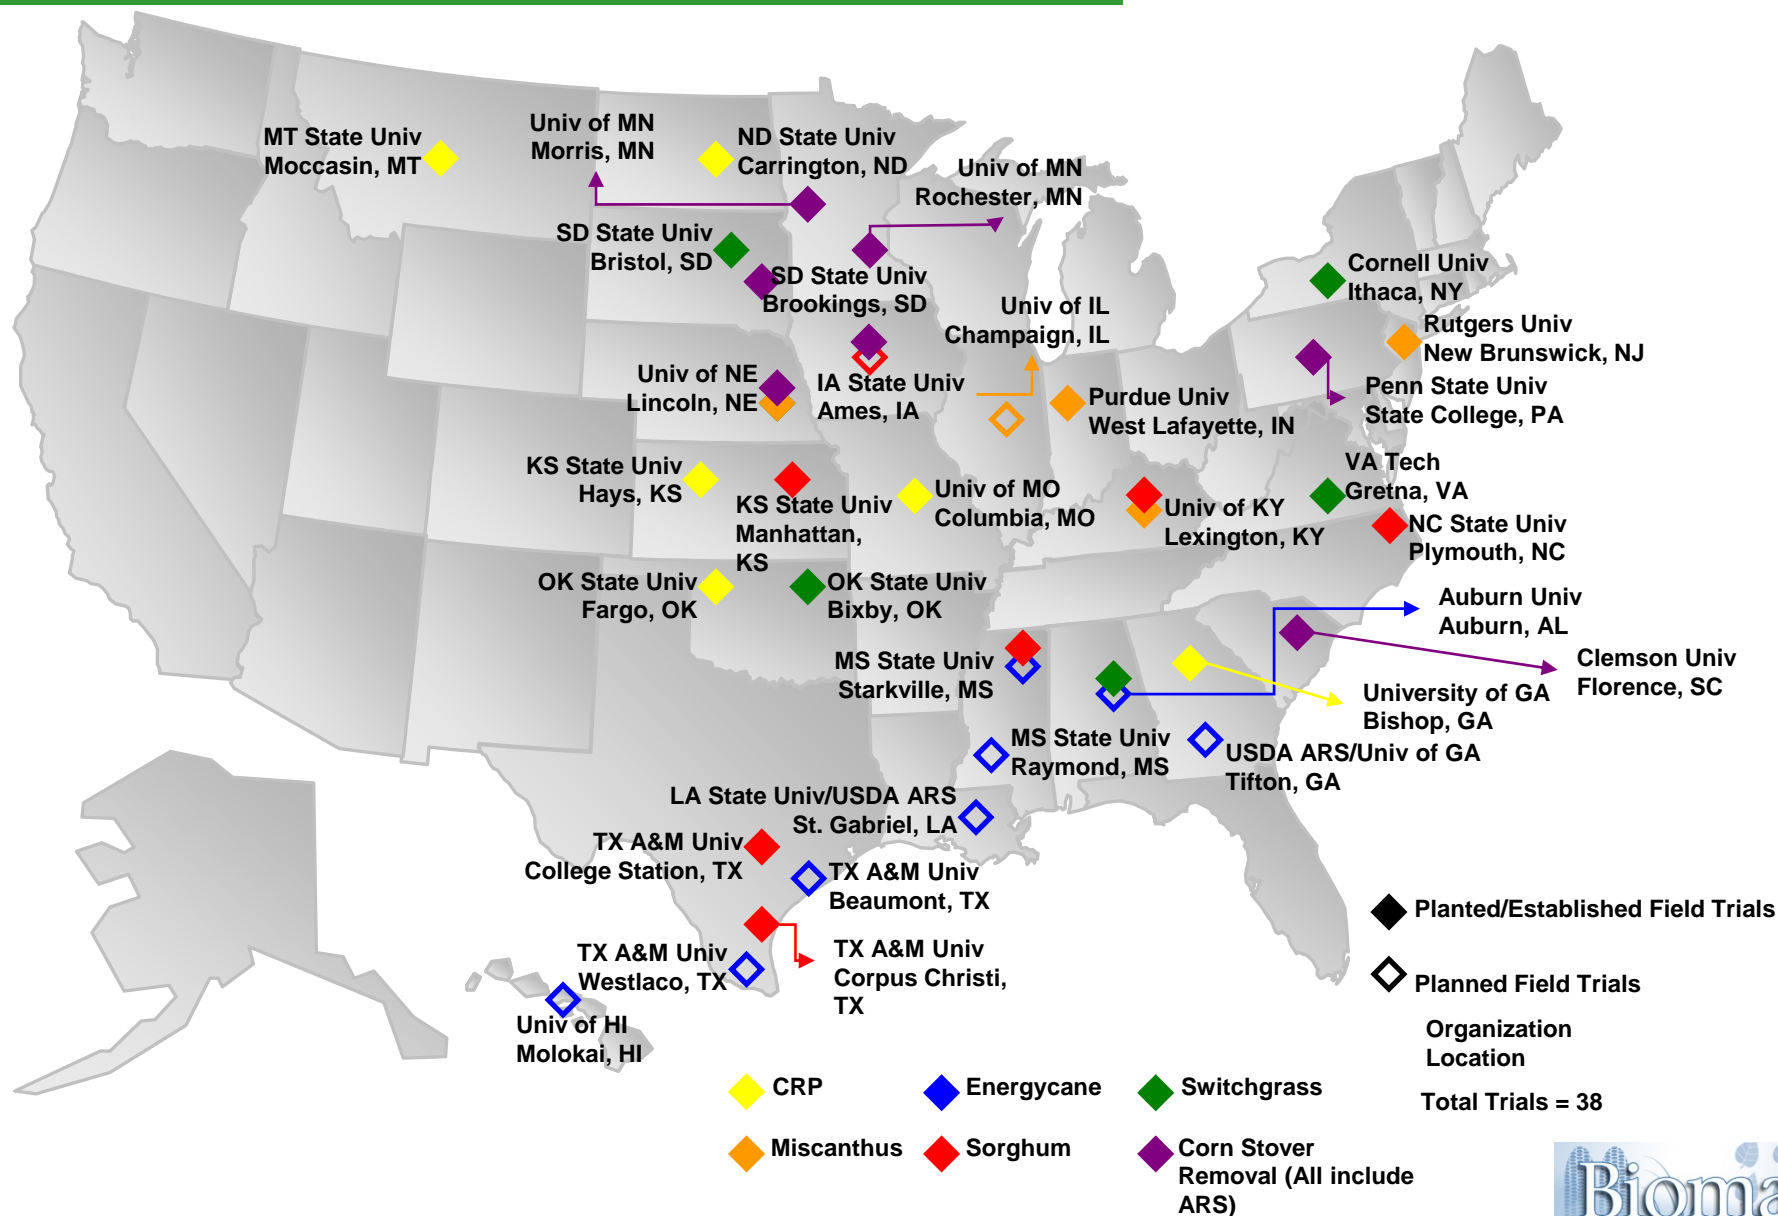 MT State Univ
Moccasin, MT
Univ of MN
Morris, MN
ND State Univ
Carrington, ND
Univ of MN
Rochester, MN
SD State Univ
Bristol, SD
SD State Univ
Brookings, SD
Univ of IL
Champaign, IL
Cornell Univ
Ithaca, NY
Rutgers Univ
New Brunswick, NJ
Univ of NE
Lincoln, NE
IA State Univ
Ames, IA
Purdue Univ
West Lafayette, IN
Penn State Univ
State College, PA
KS State Univ
Hays, KS
KS State Univ
Manhattan,
KS
Univ of MO
Columbia, MO
Univ of KY
Lexington, KY
VA Tech
Gretna, VA
NC State Univ
Plymouth, NC
OK State Univ
Fargo, OK
OK State Univ
Bixby, OK
Auburn Univ
Auburn, AL
MS State Univ
Starkville, MS
Clemson Univ
Florence, SC
University of GA
Bishop, GA
MS State Univ
Raymond, MS
USDA ARS/Univ of GA
Tifton, GA
LA State Univ/USDA ARS
St. Gabriel, LA
TX A&M Univ
College Station, TX
TX A&M Univ
Beaumont, TX
TX A&M Univ
Westlaco, TX
TX A&M Univ
Corpus Christi,
TX
Univ of HI
Molokai, HI
Planted/Established Field Trials
Planned Field Trials
Organization
Location
Total Trials = 38
CRP
Energycane
Switchgrass
Miscanthus
Sorghum
Corn Stover
Removal (All include
ARS)